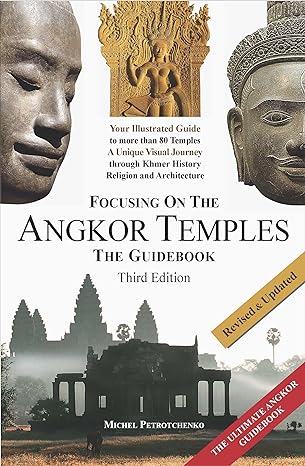 Your Illustrated Guide
to more than 80 Temples
A Unique Visual Journey
through Khmer History
Religion and Architecture
FOCUSING ON THE
ANGKOR TEMPLES
THE GUIDEBOOK
Third Edition
Revised & Updated
THE ULTIMATE ANGKOR
GUIDEBOOK
MICHEL PETROTCHENKO